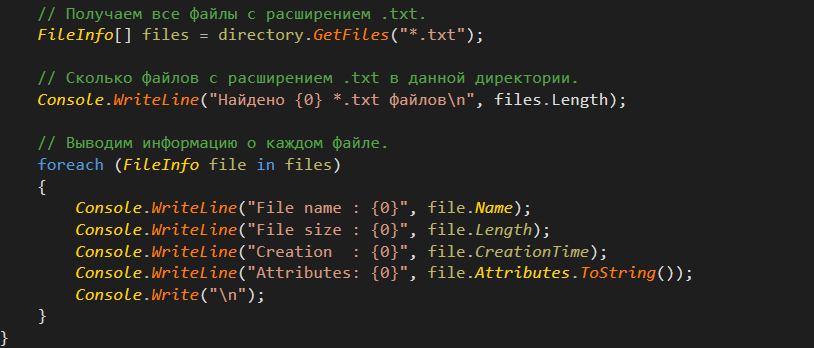 // Получаем все файлы с расширением .txt.
FileInfo[] files = directory.GetFiles("*.txt");
// Сколько файлов с расширением .txt в данной директории.
Console.WriteLine("Найдено {0} *.txt файлов\n", files.Length);
// Выводим информацию о каждом файле.
foreach (FileInfo file in files)
{
Console.WriteLine("File name : {0}", file.Name);
Console.WriteLine("File size : {0}", file.Length);
Console.WriteLine("Creation  : {0}", file.CreationTime);
Console.WriteLine("Attributes: {0}", file.Attributes.ToString());
Console.Write("\n");
}
}